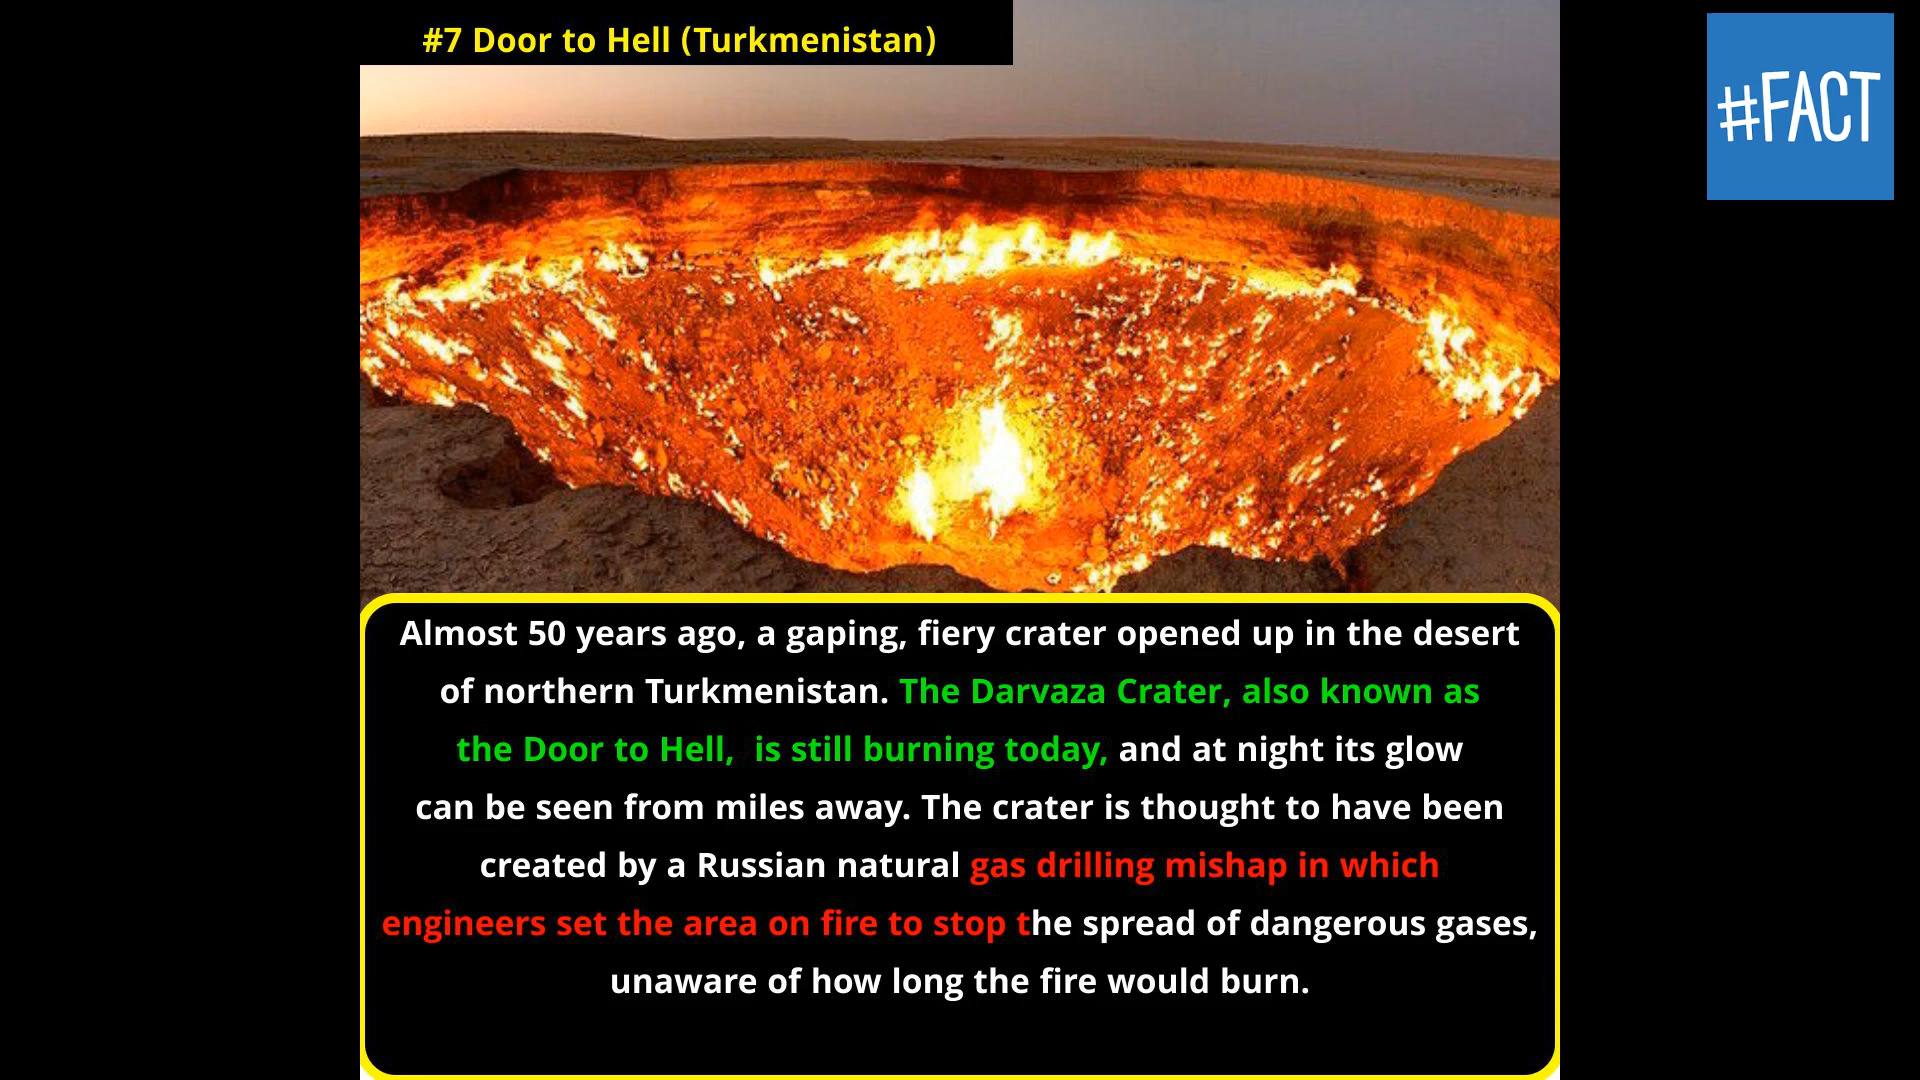 #7 Door to Hell (Turkmenistan)
#FACT
Almost 50 years ago, a gaping, fiery crater opened up in the desert
of northern Turkmenistan. The Darvaza Crater, also known as
the Door to Hell,  is still burning today, and at night its glow
can be seen from miles away. The crater is thought to have been
created by a Russian natural gas drilling mishap in which
engineers set the area on fire to stop the spread of dangerous gases,
unaware of how long the fire would burn.